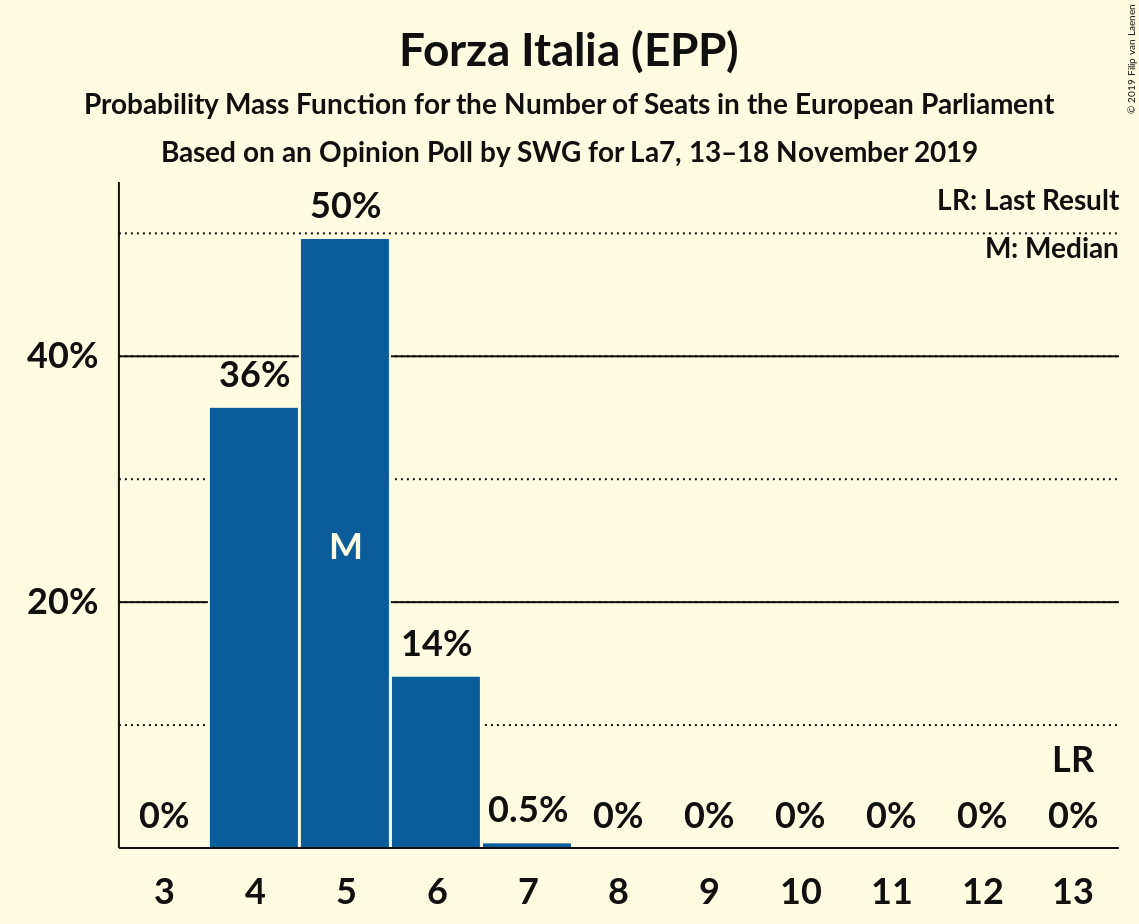 Forza Italia (EPP)
Probability Mass Function for the Number of Seats in the European Parliament
Based on an Opinion Poll by SWG for La7, 13–18 November 2019
© 2019 Filip van Laenen
LR: Last Result
M: Median
50%
40%
36%
M
20%
14%
LR
0%
0.5%
0%
0%
0%
0%
0%
0%
3 4 5 6 7 8 9 10 11 12 13